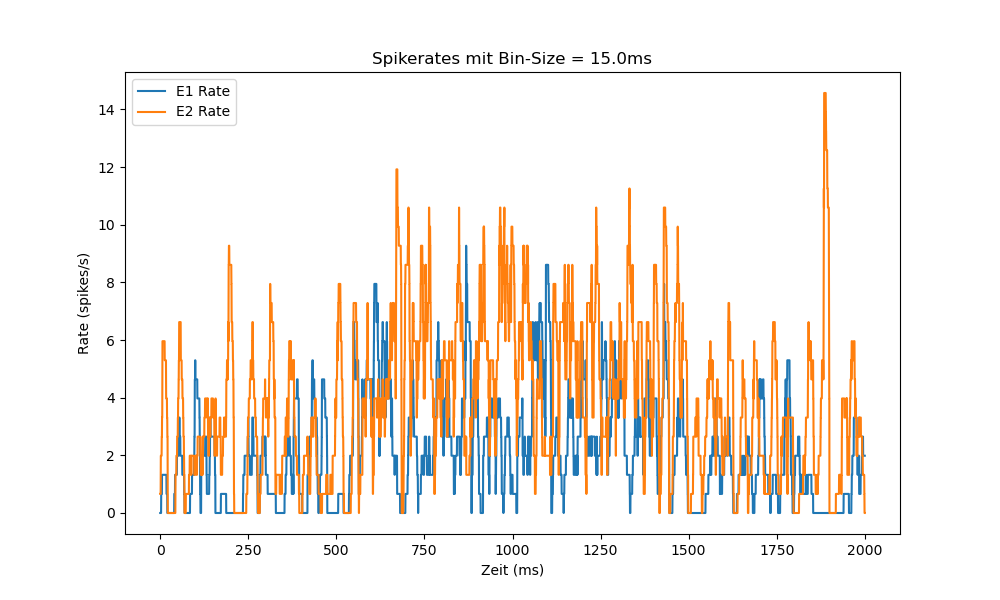 Spikerates mit Bin-Size = 15.0ms
E1 Rate
E2 Rate
14
12
10
8
6
4
2
0
Rate (spikes/s)
0 250 500 750 1000 1250 1500 1750 2000
Zeit (ms)